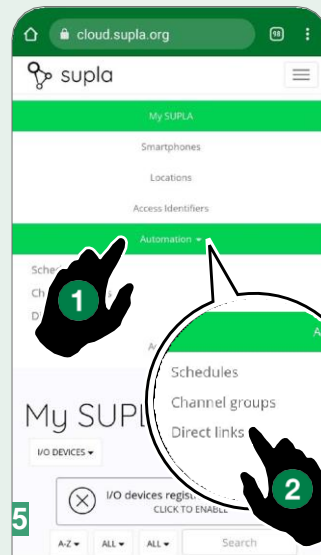 cloud.supla.org
98
supla
My SUPLA
Smartphones
Locations
Access Identifiers
Automation
1
A
Schedules
Channel groups
Direct links
2
My SUPL
I/O DEVICES
I/O devices regist
CLICK TO ENABLE
5
A-Z ALL ALL Search